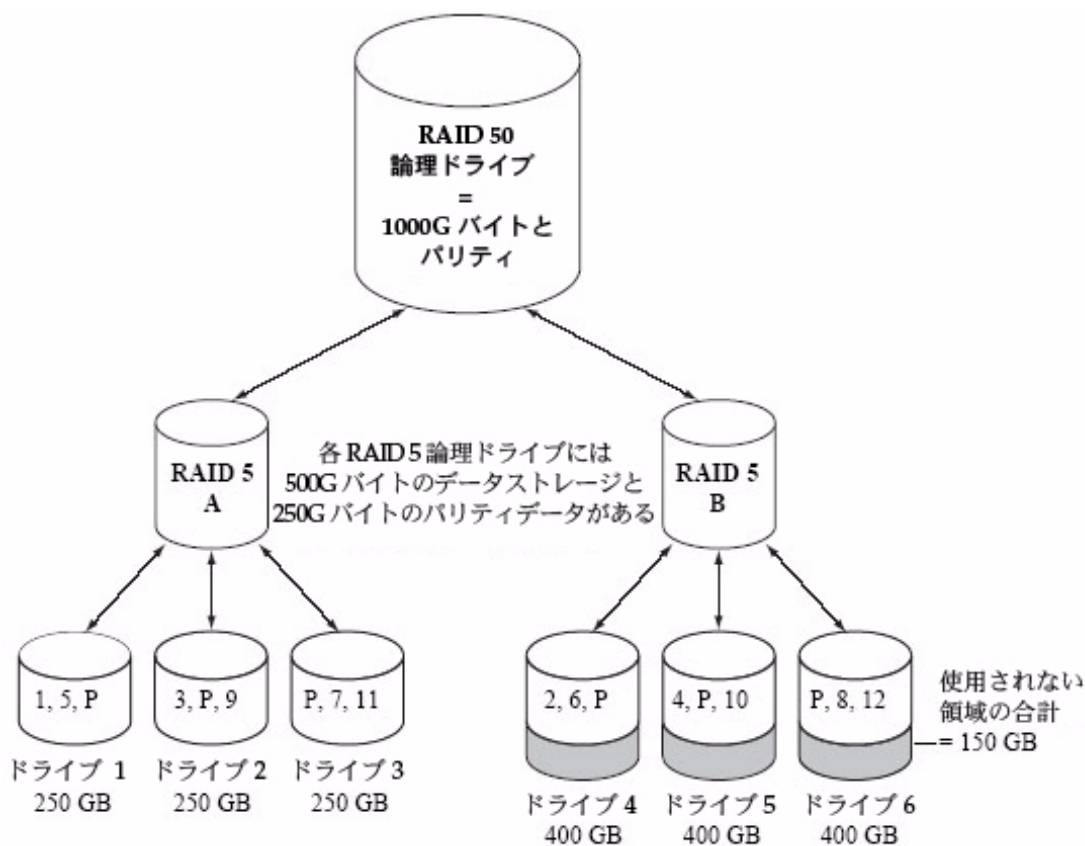 RAID 50
論理ドライブ
=
1000G バイトと
パリティ
RAID 5
A
各 RAID 5 論理ドライブには
500G バイトのデータストレージと
250G バイトのパリティデータがある
RAID 5
B
1, 5, P
3, P, 9
P, 7, 11
2, 6, P
4, P, 10
P, 8, 12
使用されない
領域の合計
= 150 GB
ドライブ 1
250 GB
ドライブ 2
250 GB
ドライブ 3
250 GB
ドライブ 4
400 GB
ドライブ 5
400 GB
ドライブ 6
400 GB